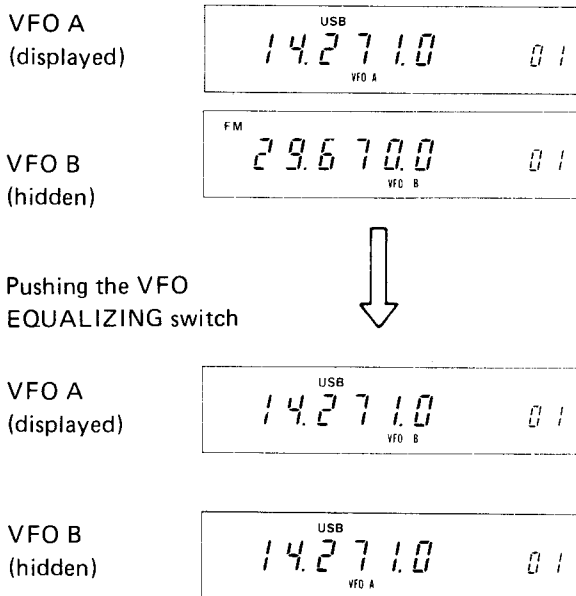 VFO A
(displayed)
USB
14.271.0 01
VFO A
FM
29.670.0 01
VFO B
VFO B
(hidden)
Pushing the VFO
EQUALIZING switch
VFO A
(displayed)
USB
14.271.0 01
VFO B
VFO B
(hidden)
USB
14.271.0 01
VFO A